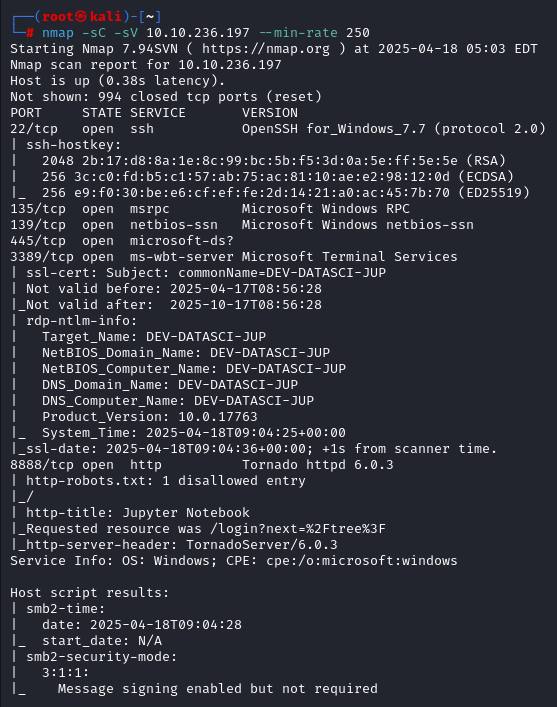 ┌──(root㉿kali)-[~]
└─# nmap -sC -sV 10.10.236.197 --min-rate 250
Starting Nmap 7.94SVN ( https://nmap.org ) at 2025-04-18 05:03 EDT
Nmap scan report for 10.10.236.197
Host is up (0.38s latency).
Not shown: 994 closed tcp ports (reset)
PORT     STATE SERVICE       VERSION
22/tcp   open  ssh           OpenSSH for_Windows_7.7 (protocol 2.0)
| ssh-hostkey:
|   2048 2b:17:d8:8a:1e:8c:99:bc:5b:f5:3d:0a:5e:ff:5e:5e (RSA)
|   256 3c:c0:fd:b5:c1:57:ab:75:ac:81:10:ae:e2:98:12:0d (ECDSA)
|_  256 e9:f0:30:be:e6:cf:ef:fe:2d:14:21:a0:ac:45:7b:70 (ED25519)
135/tcp  open  msrpc         Microsoft Windows RPC
139/tcp  open  netbios-ssn   Microsoft Windows netbios-ssn
445/tcp  open  microsoft-ds?
3389/tcp open  ms-wbt-server Microsoft Terminal Services
| ssl-cert: Subject: commonName=DEV-DATASCI-JUP
| Not valid before: 2025-04-17T08:56:28
|_Not valid after:  2025-10-17T08:56:28
| rdp-ntlm-info:
|   Target_Name: DEV-DATASCI-JUP
|   NetBIOS_Domain_Name: DEV-DATASCI-JUP
|   NetBIOS_Computer_Name: DEV-DATASCI-JUP
|   DNS_Domain_Name: DEV-DATASCI-JUP
|   DNS_Computer_Name: DEV-DATASCI-JUP
|   Product_Version: 10.0.17763
|_  System_Time: 2025-04-18T09:04:25+00:00
|_ssl-date: 2025-04-18T09:04:36+00:00; +1s from scanner time.
8888/tcp open  http          Tornado httpd 6.0.3
| http-robots.txt: 1 disallowed entry
|_/
| http-title: Jupyter Notebook
|_Requested resource was /login?next=%2Ftree%3F
|_http-server-header: TornadoServer/6.0.3
Service Info: OS: Windows; CPE: cpe:/o:microsoft:windows

Host script results:
| smb2-time:
|   date: 2025-04-18T09:04:28
|_  start_date: N/A
| smb2-security-mode:
|   3:1:1:
|_    Message signing enabled but not required